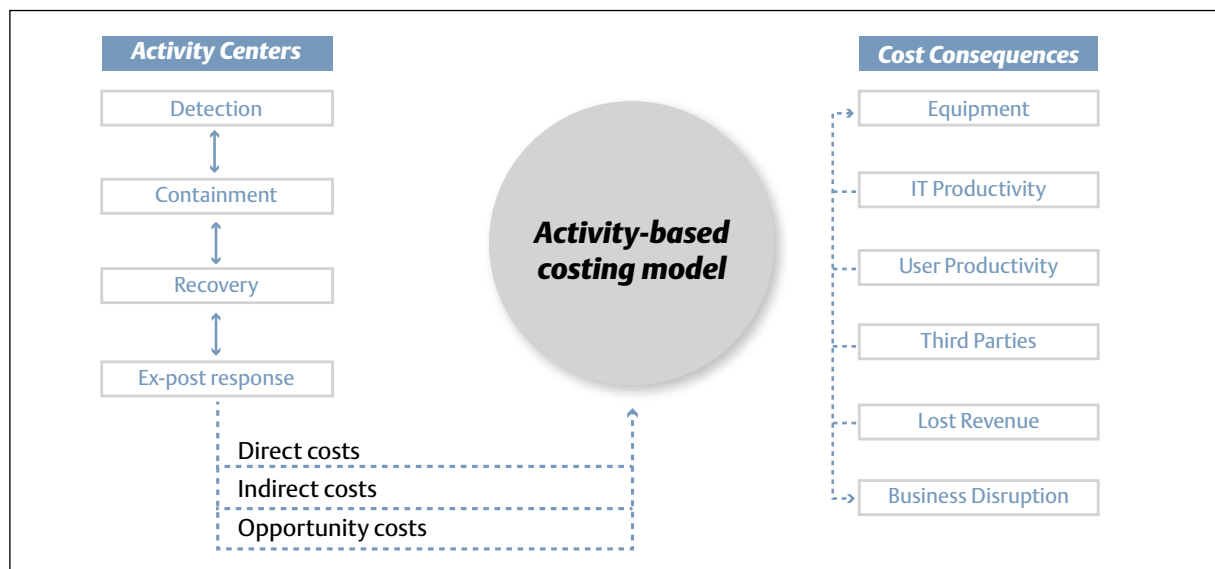 Activity Centers
Detection
Containment
Recovery
Ex-post response
Direct costs
Indirect costs
Opportunity costs
Activity-based
costing model
Cost Consequences
Equipment
IT Productivity
User Productivity
Third Parties
Lost Revenue
Business Disruption